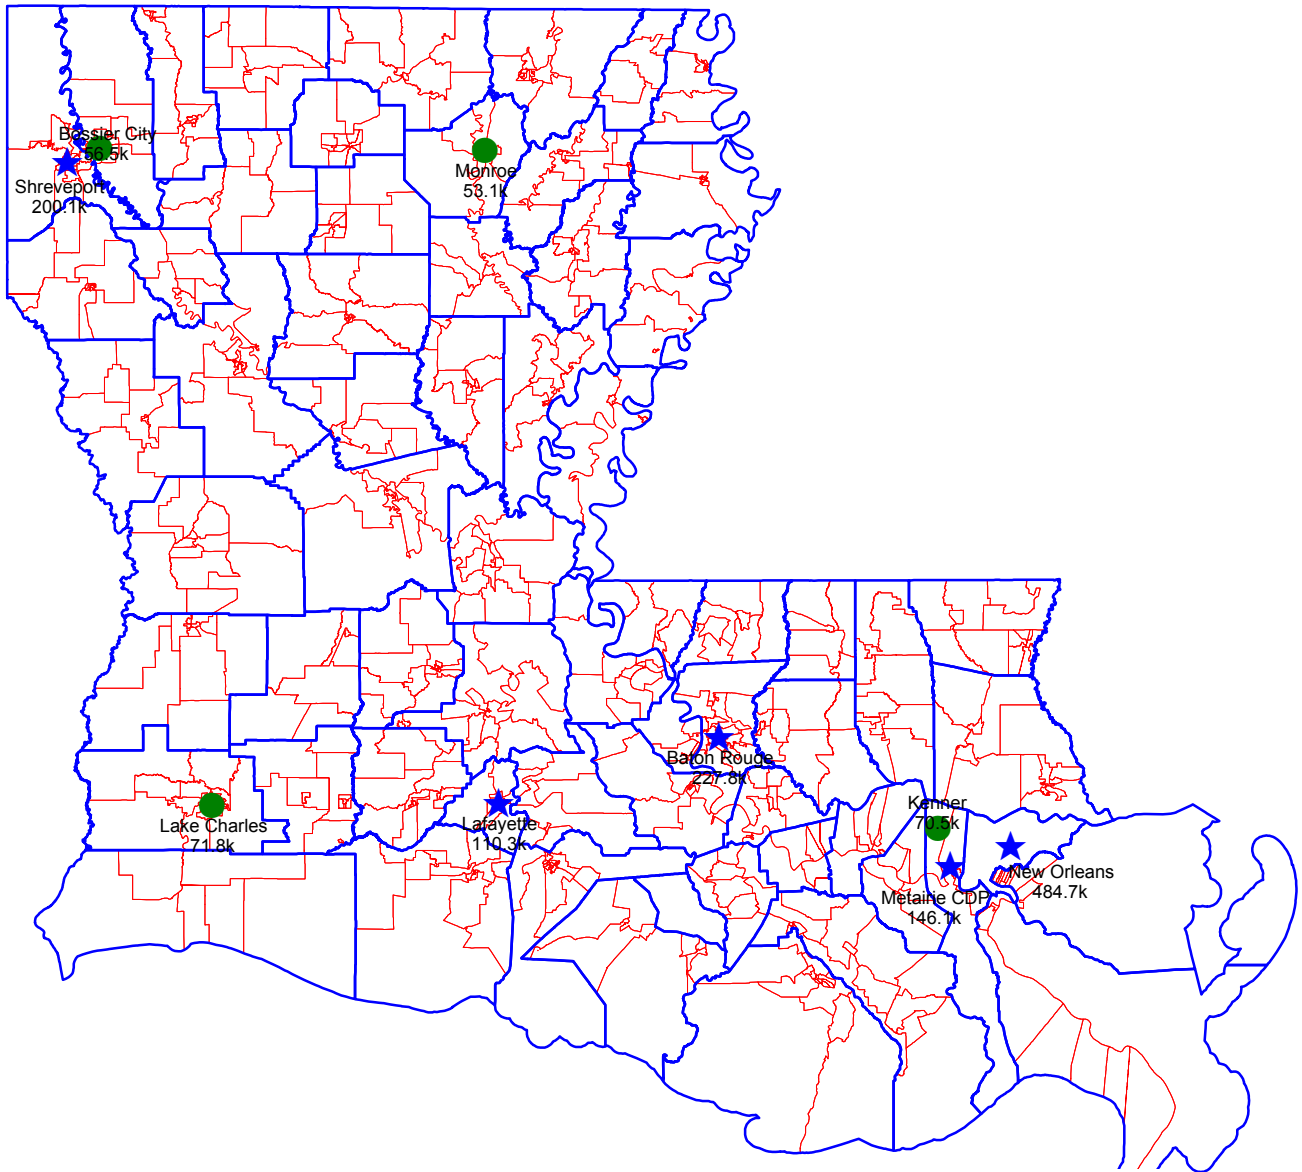 Bossier City
56.5k
Shreveport
200.1k
Monroe
53.1k
Baton Rouge
227.8k
Lake Charles
71.8k
Lafayette
110.3k
Kenner
70.5k
New Orleans
484.7k
Metairie CDP
146.1k